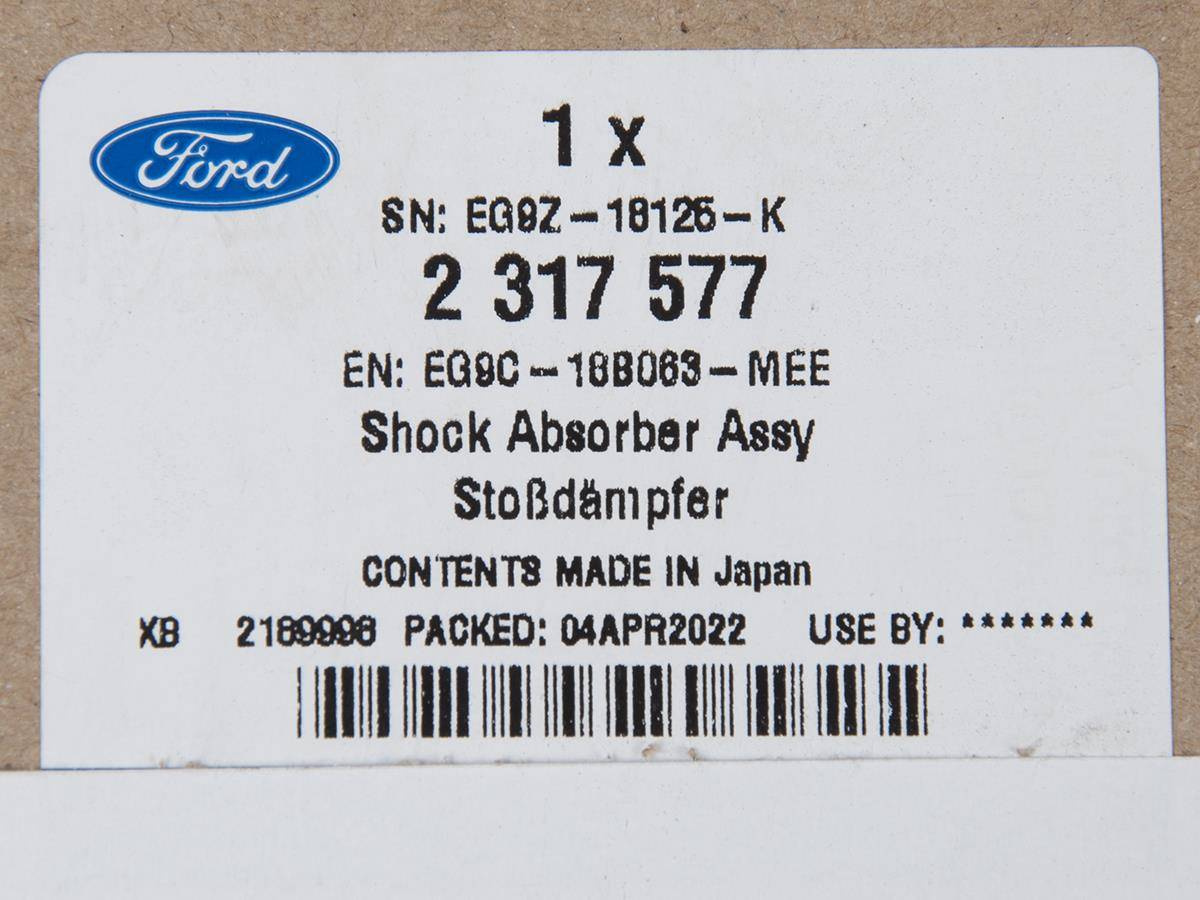 Ford
1 x
SN: EG9Z-18125-K
2 317 577
EN: EG9C-18B063-MEE
Shock Absorber Assy
Stoßdämpfer
CONTENTS MADE IN Japan
XB 2189998 PACKED: 04APR2022 USE BY: *******